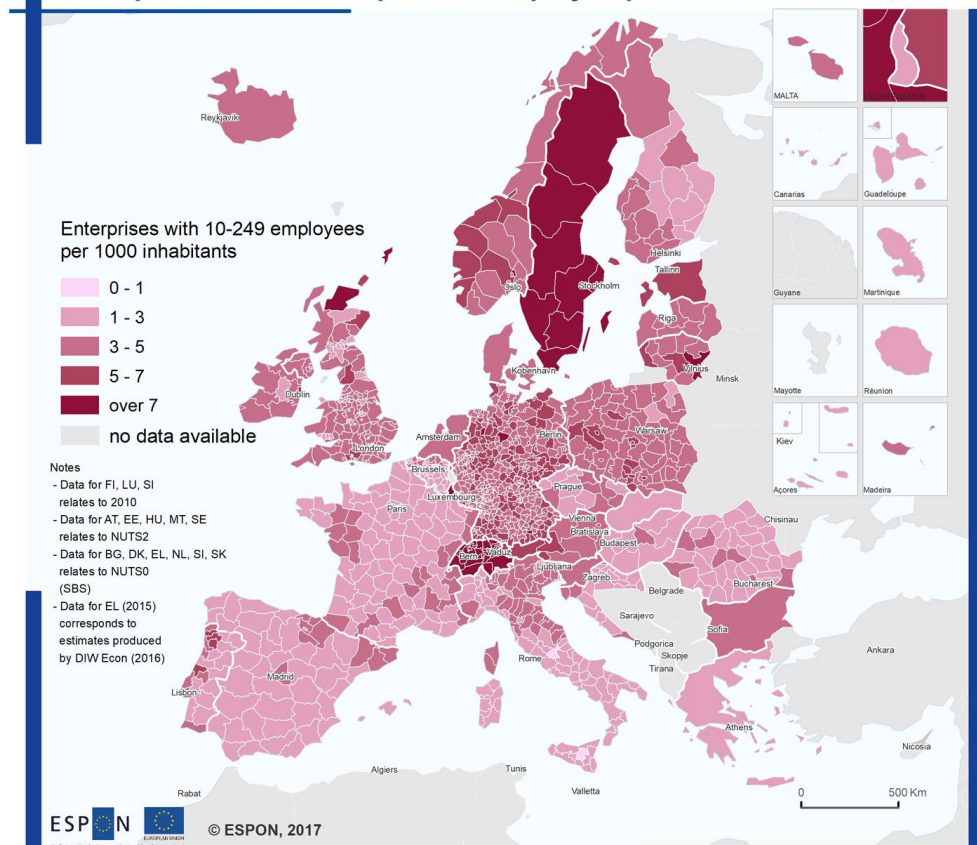 Reykjavik
Enterprises with 10-249 employees
per 1000 inhabitants
0 - 1
1 - 3
3 - 5
5 - 7
over 7
no data available
Notes
- Data for FI, LU, SI
relates to 2010
- Data for AT, EE, HU, MT, SE
relates to NUTS2
- Data for BG, DK, EL, NL, SI, SK
relates to NUTS0
(SBS)
- Data for EL (2015)
corresponds to
estimates produced
by DIW Econ (2016)
MALTA
LIECHTENSTEIN
Canarias
Guadeloupe
Guyane
Martinique
Mayotte
Réunion
Kiev
Açores
Madeira
Helsinki
Tallinn
Oslo
Stockholm
Riga
København
Vilnius
Minsk
Dublin
London
Amsterdam
Berlin
Warsaw
Brussels
Luxembourg
Prague
Paris
Vienna
Bratislava
Budapest
Chisinau
Bern
Vaduz
Ljubljana
Zagreb
Belgrade
Bucharest
Sarajevo
Sofia
Podgorica
Skopje
Tirana
Rome
Ankara
Madrid
Lisbon
Athens
Nicosia
Algiers
Tunis
Valletta
Rabat
0 500 Km
ESPON
EUROPEAN UNION
© ESPON, 2017